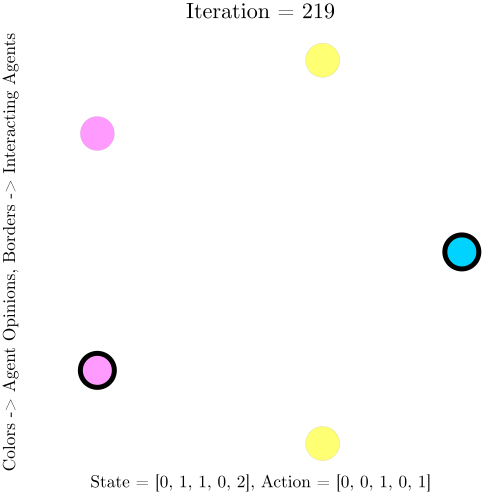 Iteration = 219
Colors -> Agent Opinions, Borders -> Interacting Agents
State = [0, 1, 1, 0, 2], Action = [0, 0, 1, 0, 1]